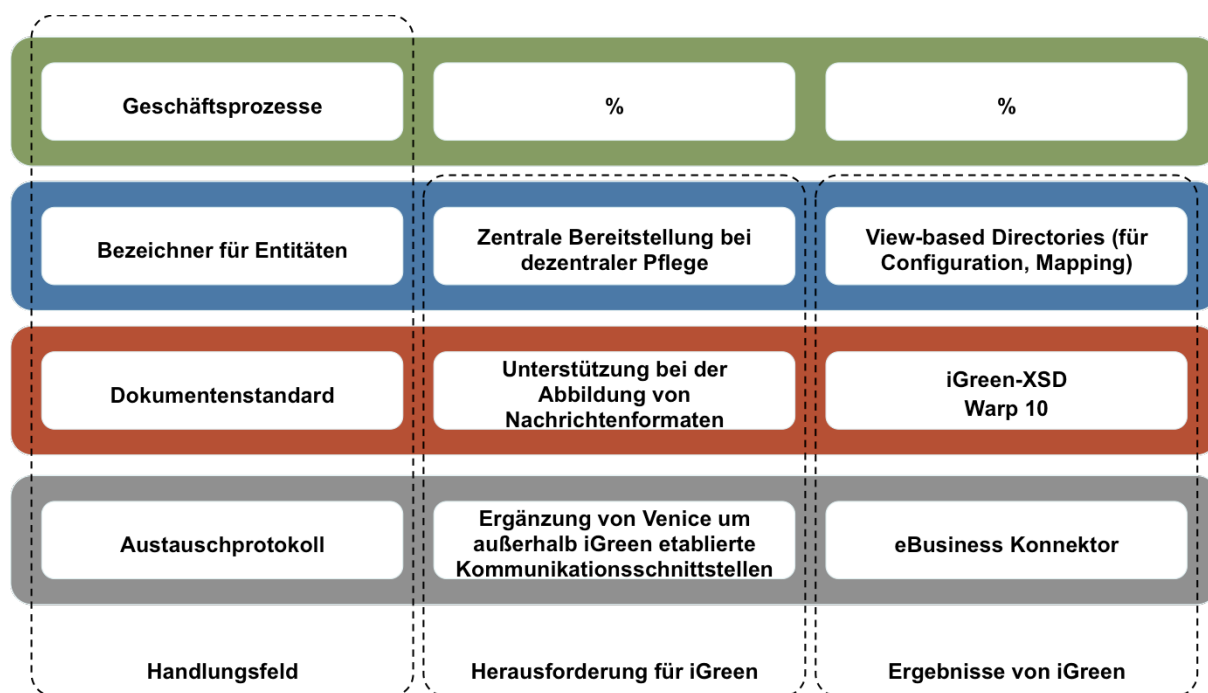 Geschäftsprozesse
%
%
Bezeichner für Entitäten
Zentrale Bereitstellung bei
dezentraler Pflege
View-based Directories (für
Configuration, Mapping)
Dokumentenstandard
Unterstützung bei der
Abbildung von
Nachrichtenformaten
iGreen-XSD
Warp 10
Austauschprotokoll
Ergänzung von Venice um
außerhalb iGreen etablierte
Kommunikationsschnittstellen
eBusiness Konnektor
Handlungsfeld
Herausforderung für iGreen
Ergebnisse von iGreen